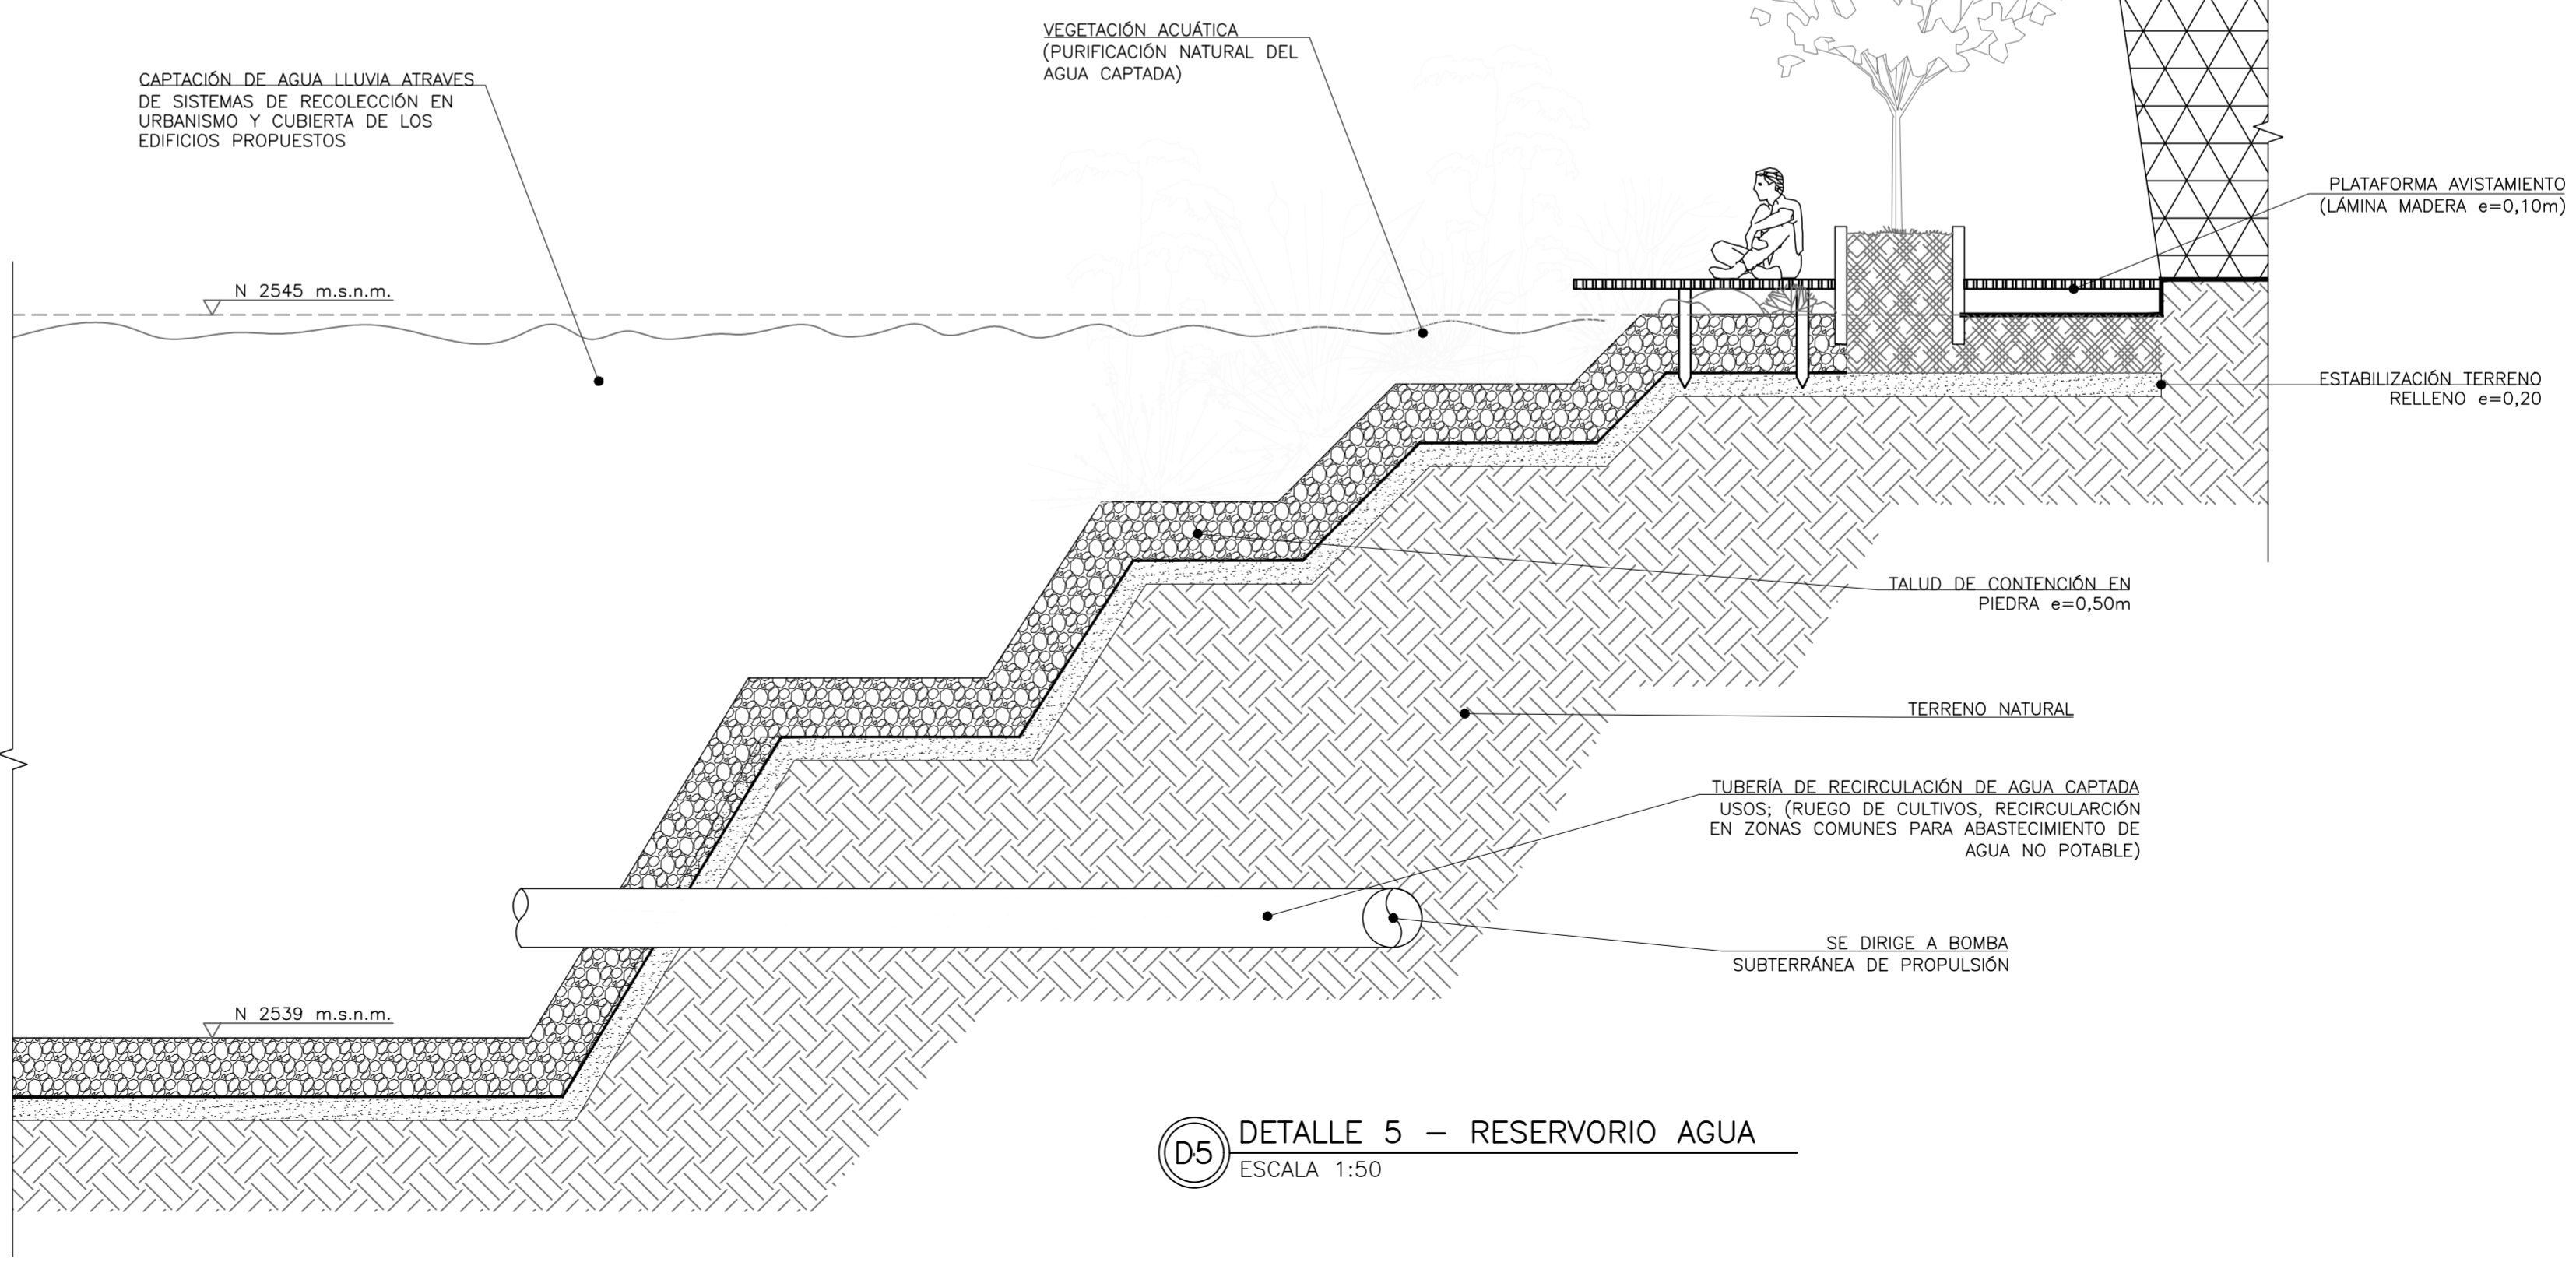 VEGETACIÓN ACUÁTICA
(PURIFICACIÓN NATURAL DEL
AGUA CAPTADA)
CAPTACIÓN DE AGUA LLUVIA ATRAVES
DE SISTEMAS DE RECOLECCIÓN EN
URBANISMO Y CUBIERTA DE LOS
EDIFICIOS PROPUESTOS
PLATAFORMA AVISTAMIENTO
(LÁMINA MADERA e=0,10m)
N 2545 m.s.n.m.
ESTABILIZACIÓN TERRENO
RELLENO e=0,20
TALUD DE CONTENCIÓN EN
PIEDRA e=0,50m
TERRENO NATURAL
TUBERÍA DE RECIRCULACIÓN DE AGUA CAPTADA
USOS; (RUEGO DE CULTIVOS, RECIRCULARCIÓN
EN ZONAS COMUNES PARA ABASTECIMIENTO DE
AGUA NO POTABLE)
SE DIRIGE A BOMBA
SUBTERRÁNEA DE PROPULSIÓN
N 2539 m.s.n.m.
D.5
DETALLE 5 – RESERVORIO AGUA
ESCALA 1:50